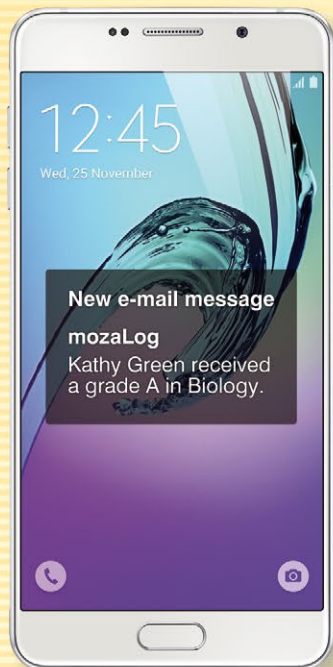 12:45
Wed, 25 November
New e-mail message
mozaLog
Kathy Green received
a grade A in Biology.